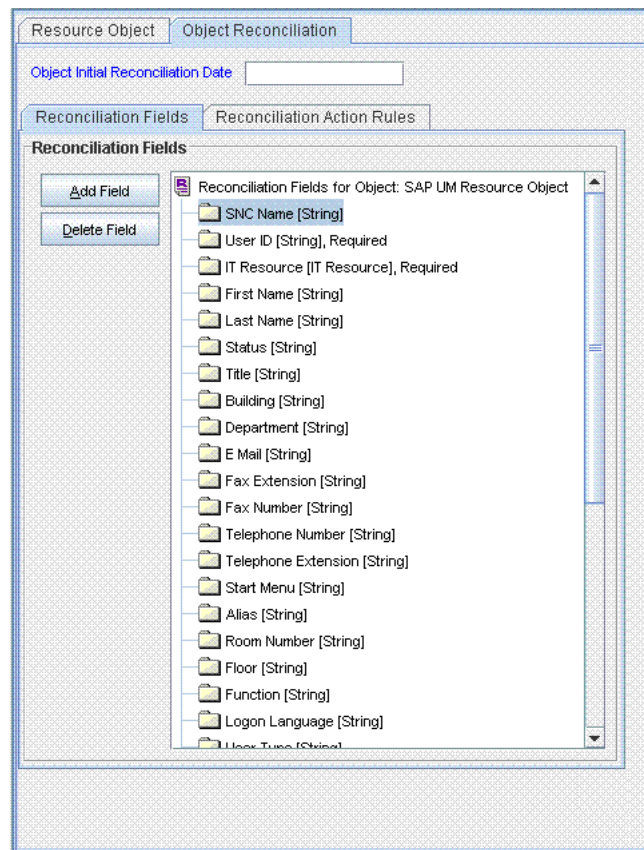 Resource Object Object Reconciliation
Object Initial Reconciliation Date
Reconciliation Fields Reconciliation Action Rules
Reconciliation Fields
Add Field
Delete Field
Reconciliation Fields for Object: SAP UM Resource Object
SNC Name [String]
User ID [String], Required
IT Resource [IT Resource], Required
First Name [String]
Last Name [String]
Status [String]
Title [String]
Building [String]
Department [String]
E Mail [String]
Fax Extension [String]
Fax Number [String]
Telephone Number [String]
Telephone Extension [String]
Start Menu [String]
Alias [String]
Room Number [String]
Floor [String]
Function [String]
Logon Language [String]
User Type [String]